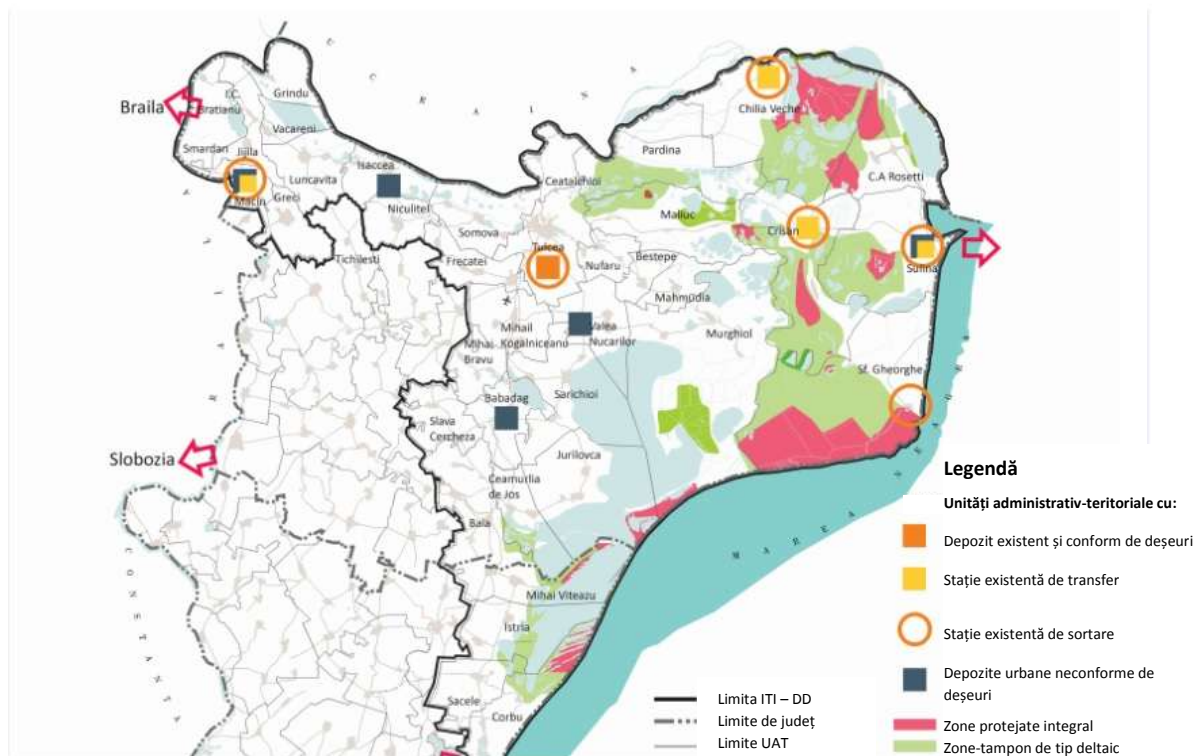 U C R A I N A
Braila
I.C.
Bratianu
Grindu
Vacareni
Smardan
Jijila
Macin
Greci
Luncavita
Isaccea
Niculitel
Tichilesti
Somova
Frecatei
Tulcea
Nufaru
Bestepe
Mahmudia
Murghiol
Ceatalchioi
Pardina
Maliuc
Chilia Veche
C.A Rosetti
Crisan
Sulina
Sf. Gheorghe
Mihail
Kogalniceanu
Mihai
Bravu
Valea
Nucarilor
Sarichioi
Babadag
Slava
Cercheza
Jurilovca
Ceamurlia
de Jos
Baia
Slobozia
Mihai Viteazu
Istria
Sacele
Corbu
C O N S T A N T A
M A R E A N E A G R A
Legendă
Unități administrativ-teritoriale cu:
Depozit existent și conform de deșeuri
Stație existentă de transfer
Stație existentă de sortare
Depozite urbane neconforme de
deșeuri
Zone protejate integral
Zone-tampon de tip deltaic
Limita ITI – DD
Limite de județ
Limite UAT